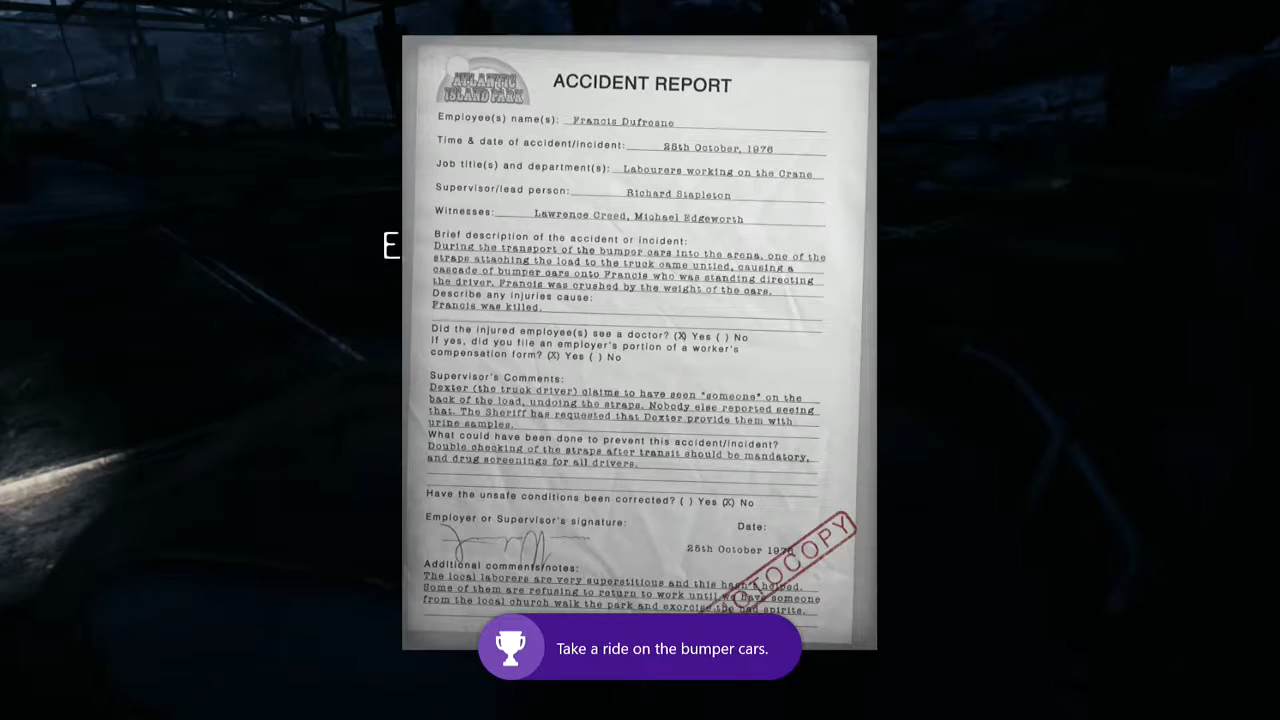 ATLANTIC
ISLAND PARK
ACCIDENT REPORT
Employee(s) name(s): Francis Dufresne
Time & date of accident/incident: 25th October, 1976
Job title(s) and department(s): Labourers working on the Crane
Supervisor/lead person: Richard Stapleton
Witnesses: Lawrence Creed, Michael Edgeworth
E
Brief description of the accident or incident:
During the transport of the bumper cars into the arena, one of the
straps attaching the load to the truck came untied, causing a
cascade of bumper cars onto Francis who was standing directing
the driver. Francis was crushed by the weight of the cars.
Describe any injuries cause:
Francis was killed.
Did the injured employee(s) see a doctor? (X) Yes ( ) No
If yes, did you file an employer's portion of a worker's
compensation form? (X) Yes ( ) No
Supervisor's Comments:
Dexter (the truck driver) claims to have seen "someone" on the
back of the load, undoing the straps. Nobody else reported seeing
that. The Sheriff has requested that Dexter provide them with
urine samples.
What could have been done to prevent this accident/incident?
Double checking of the straps after transit should be mandatory,
and drug screenings for all drivers.
Have the unsafe conditions been corrected? ( ) Yes (X) No
Employer or Supervisor's signature: Date:
25th October 1976
Additional comments/notes:
The local laborers are very superstitious and this hasn't helped.
Some of them are refusing to return to work until we have someone
from the local church walk the park and exorcise the bad spirits.
PHOTOCOPY
Take a ride on the bumper cars.